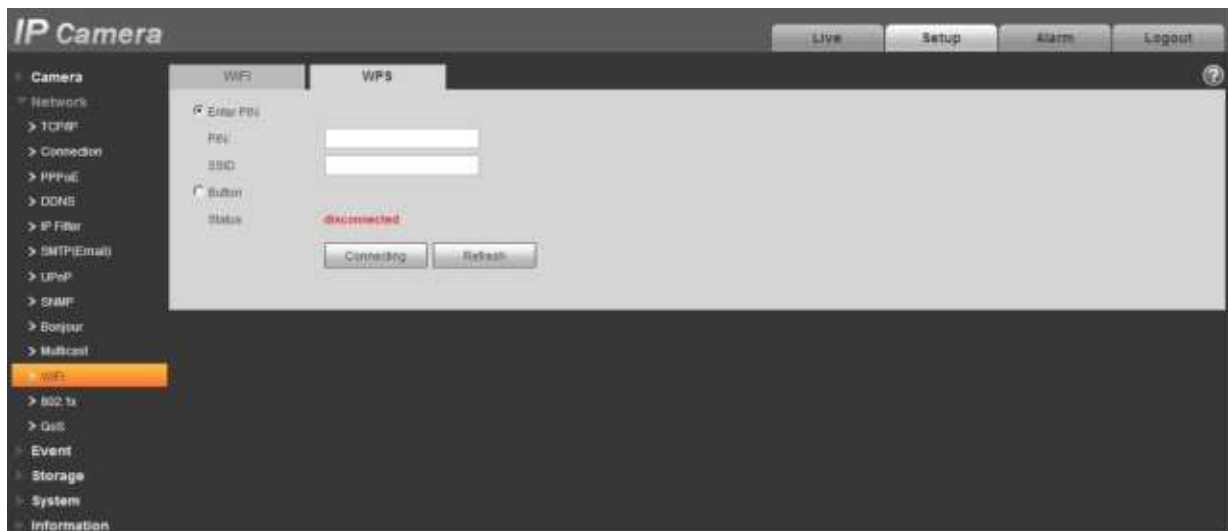 IP Camera
Live Setup Alarm Logout
Camera
Network
> TCP/IP
> Connection
> PPPoE
> DDNS
> IP Filter
> SMTP(Email)
> UPnP
> SNMP
> Bonjour
> Multicast
> WIFI
> 802.1x
> QoS
Event
Storage
System
Information
WIFI WPS
?
Enter PIN
PIN
SSID
Button
Status disconnected
Connecting Refresh